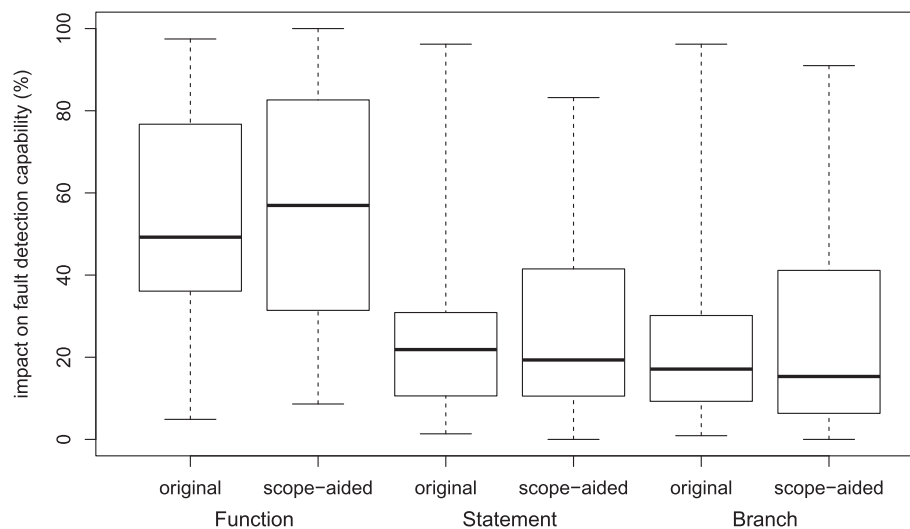 impact on fault detection capability (%)
100
80
60
40
20
0
original scope-aided original scope-aided original scope-aided
Function Statement Branch